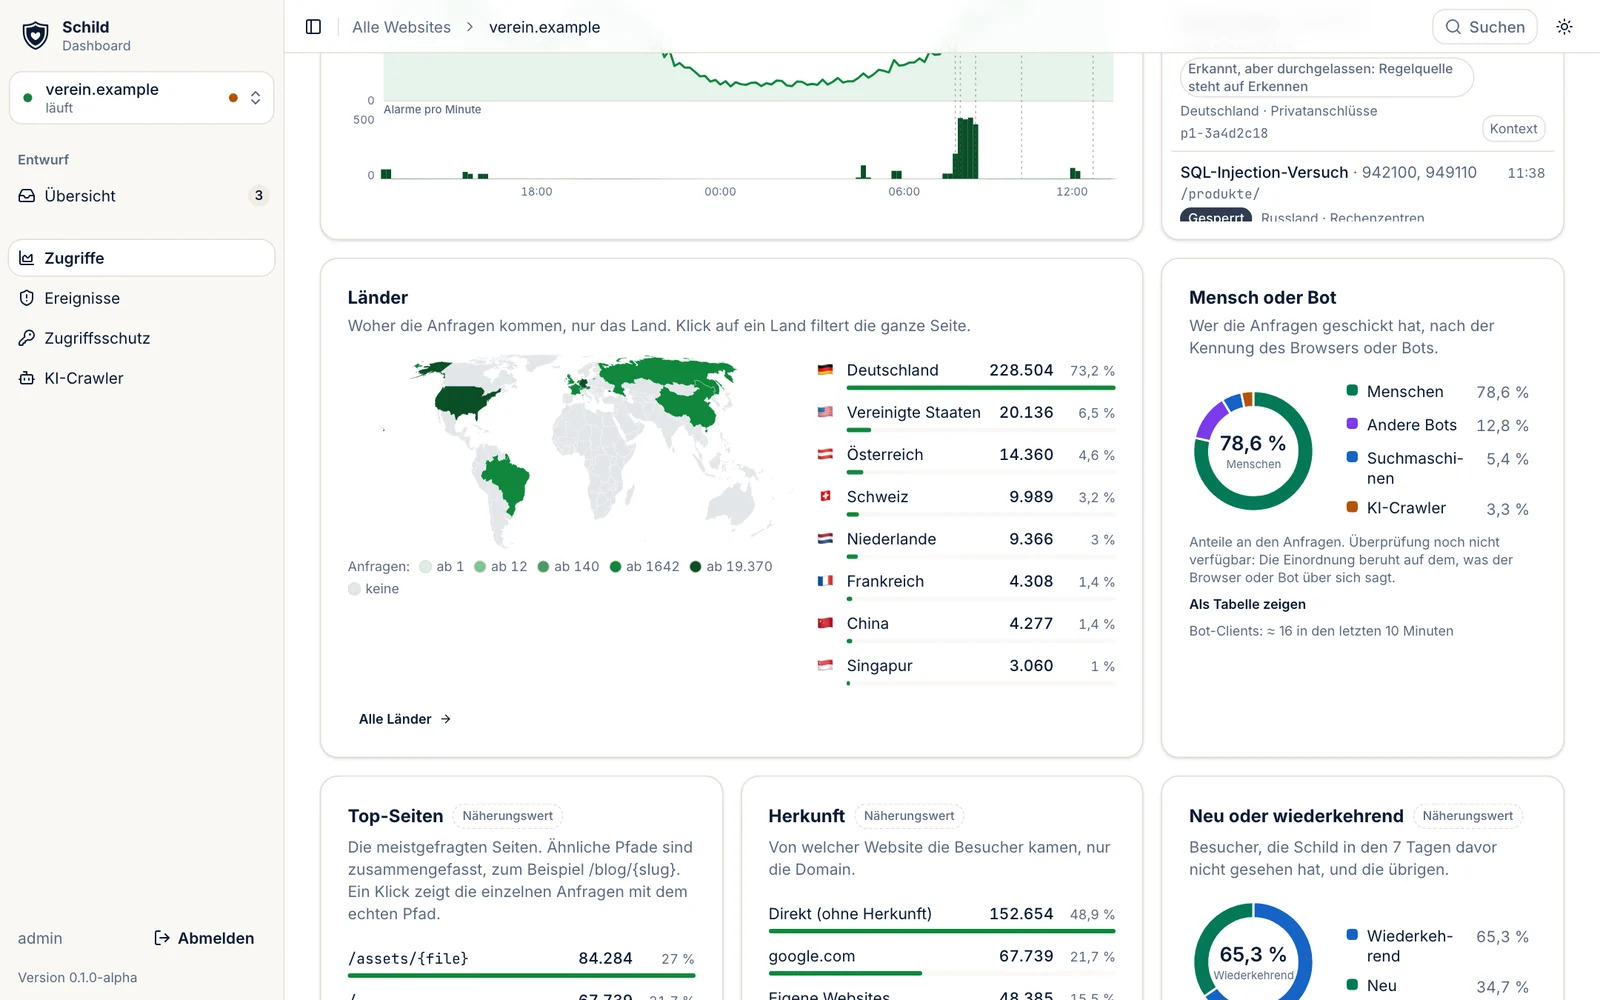 Schild
Dashboard
verein.example
läuft
Entwurf
Übersicht
3
Zugriffe
Ereignisse
Zugriffsschutz
KI-Crawler
admin
Abmelden
Version 0.1.0-alpha
Alle Websites > verein.example
Suchen
0
Alarme pro Minute
500
0
18:00
00:00
06:00
12:00
Erkannt, aber durchgelassen: Regelquelle
steht auf Erkennen
Deutschland · Privatanschlüsse
p1-3a4d2c18
Kontext
SQL-Injection-Versuch · 942100, 949110 11:38
/produkte/
Gesperrt Russland · Rechenzentren
Länder
Woher die Anfragen kommen, nur das Land. Klick auf ein Land filtert die ganze Seite.
Anfragen: ab 1 ab 12 ab 140 ab 1642 ab 19.370
keine
Deutschland 228.504 73,2 %
Vereinigte Staaten 20.136 6,5 %
Österreich 14.360 4,6 %
Schweiz 9.989 3,2 %
Niederlande 9.366 3 %
Frankreich 4.308 1,4 %
China 4.277 1,4 %
Singapur 3.060 1 %
Alle Länder →
Mensch oder Bot
Wer die Anfragen geschickt hat, nach der
Kennung des Browsers oder Bots.
78,6 %
Menschen
Menschen 78,6 %
Andere Bots 12,8 %
Suchmaschi-
nen 5,4 %
KI-Crawler 3,3 %
Anteile an den Anfragen. Überprüfung noch nicht
verfügbar: Die Einordnung beruht auf dem, was der
Browser oder Bot über sich sagt.
Als Tabelle zeigen
Bot-Clients: ≈ 16 in den letzten 10 Minuten
Top-Seiten Näherungswert
Die meistgefragten Seiten. Ähnliche Pfade sind
zusammengefasst, zum Beispiel /blog/{slug}.
Ein Klick zeigt die einzelnen Anfragen mit dem
echten Pfad.
/assets/{file} 84.284 27 %
/ 67.739 21,7 %
Herkunft Näherungswert
Von welcher Website die Besucher kamen, nur
die Domain.
Direkt (ohne Herkunft) 152.654 48,9 %
google.com 67.739 21,7 %
Eigene Websites 48.385 15,5 %
Neu oder wiederkehrend Näherungswert
Besucher, die Schild in den 7 Tagen davor
nicht gesehen hat, und die übrigen.
65,3 %
Wiederkehrend
Wiederkeh-
rend 65,3 %
Neu 34,7 %